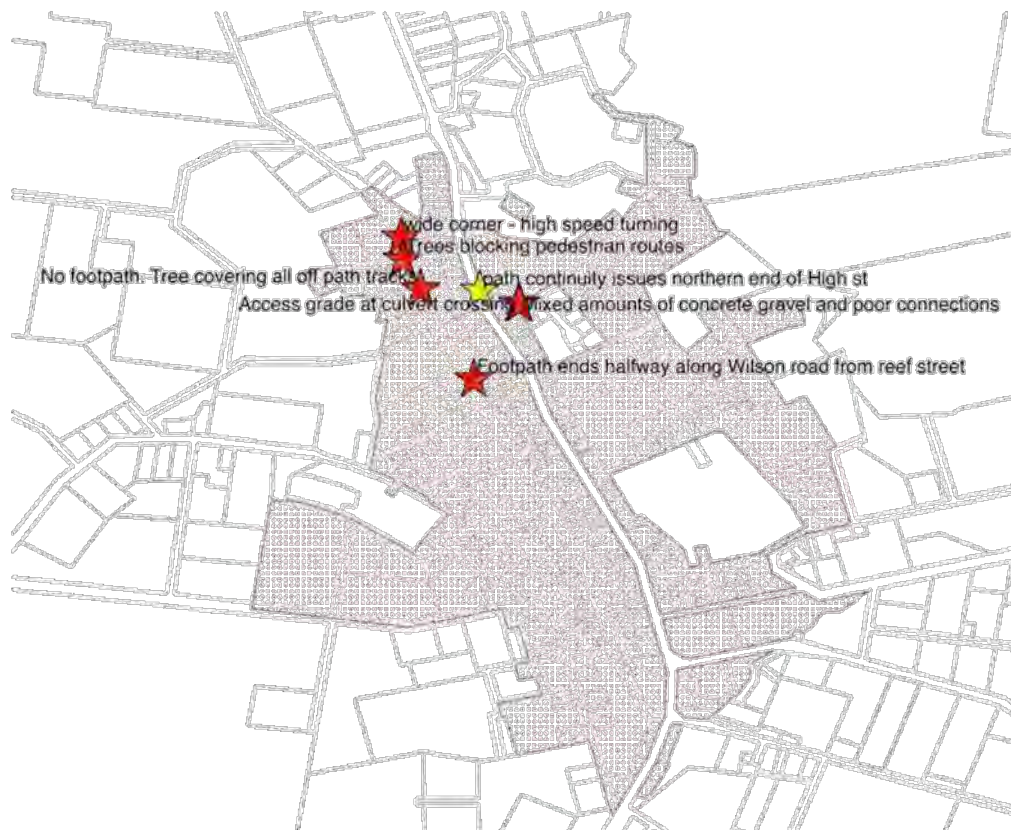 wide corner - high speed turning
Trees blocking pedestrian routes
No footpath. Tree covering all off path tracks
path continuity issues northern end of High st
Access grade at culvert crossing
mixed amounts of concrete gravel and poor connections
Footpath ends halfway along Wilson road from reef street